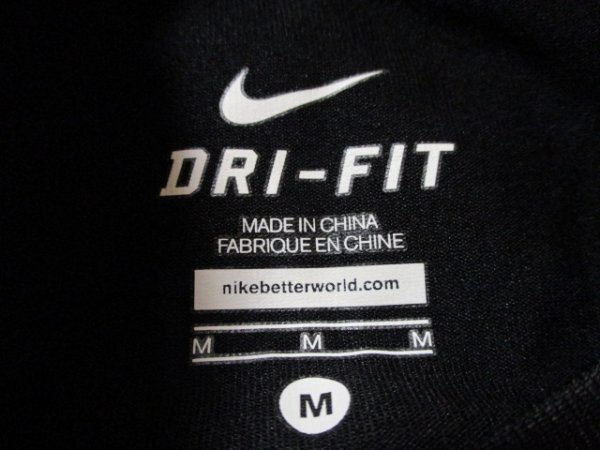 DRI-FIT
MADE IN CHINA
FABRIQUE EN CHINE
nikebetterworld.com
M M M
M